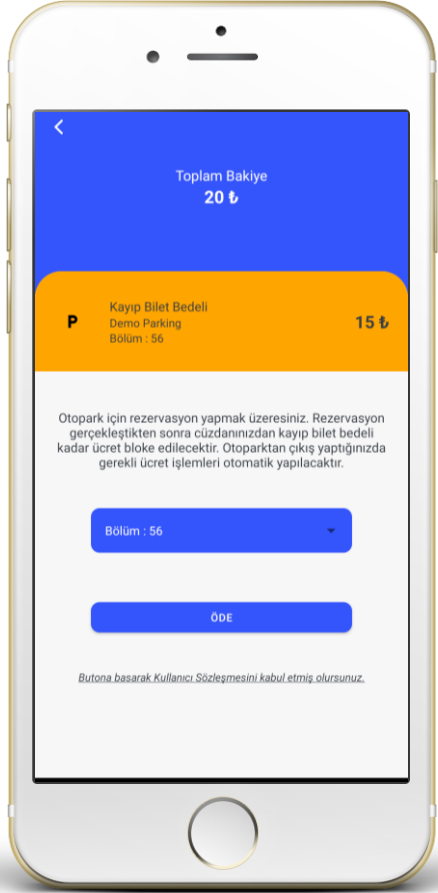 Toplam Bakiye
20 ₺
P
Kayıp Bilet Bedeli
Demo Parking
Bölüm : 56
15 ₺
Otopark için rezervasyon yapmak üzeresiniz. Rezervasyon
gerçekleştikten sonra cüzdanınızdan kayıp bilet bedeli
kadar ücret bloke edilecektir. Otoparktan çıkış yaptığınızda
gerekli ücret işlemleri otomatik yapılacaktır.
Bölüm : 56
ÖDE
Butona basarak Kullanıcı Sözleşmesini kabul etmiş olursunuz.